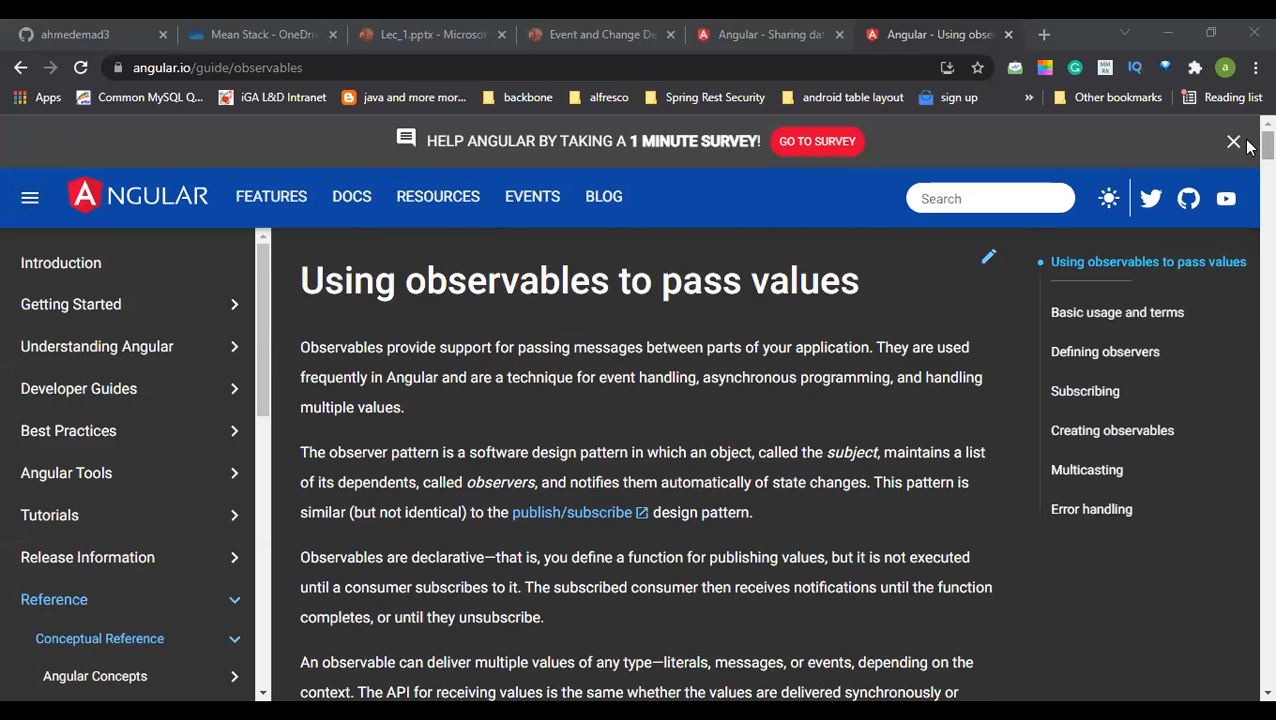 ahmedemad3
Mean Stack - OneDriv
Lec_1.pptx - Microsof
Event and Change De
Angular - Sharing dat
Angular - Using obse
angular.io/guide/observables
Apps
Common MySQL Q...
iGA L&D Intranet
java and more mor...
backbone
alfresco
Spring Rest Security
android table layout
sign up
»
Other bookmarks
Reading list
HELP ANGULAR BY TAKING A 1 MINUTE SURVEY!
GO TO SURVEY
ANGULAR
FEATURES
DOCS
RESOURCES
EVENTS
BLOG
Search
Introduction
Getting Started
Understanding Angular
Developer Guides
Best Practices
Angular Tools
Tutorials
Release Information
Reference
Conceptual Reference
Angular Concepts
Using observables to pass values
Observables provide support for passing messages between parts of your application. They are used
frequently in Angular and are a technique for event handling, asynchronous programming, and handling
multiple values.
The observer pattern is a software design pattern in which an object, called the subject, maintains a list
of its dependents, called observers, and notifies them automatically of state changes. This pattern is
similar (but not identical) to the publish/subscribe design pattern.
Observables are declarative—that is, you define a function for publishing values, but it is not executed
until a consumer subscribes to it. The subscribed consumer then receives notifications until the function
completes, or until they unsubscribe.
An observable can deliver multiple values of any type—literals, messages, or events, depending on the
context. The API for receiving values is the same whether the values are delivered synchronously or
Using observables to pass values
Basic usage and terms
Defining observers
Subscribing
Creating observables
Multicasting
Error handling